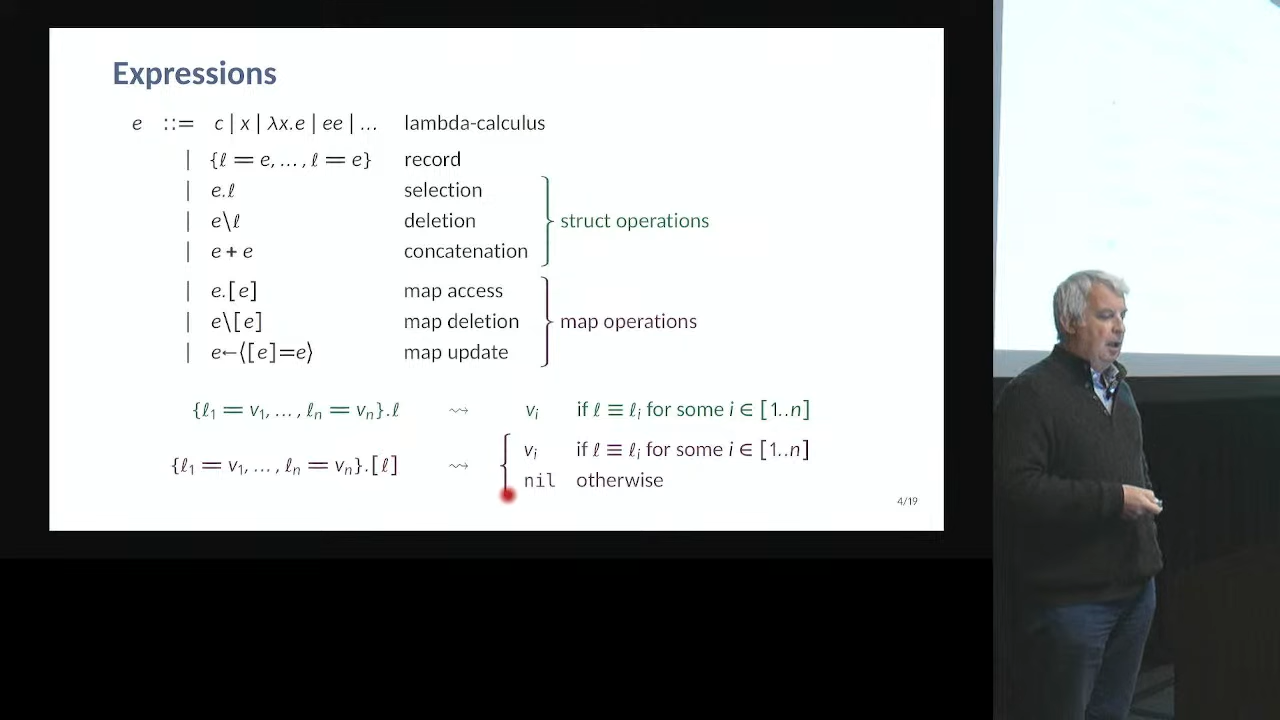 Expressions
e ::= c | x | λx.e | ee | … lambda-calculus
| {ℓ = e, … , ℓ = e} record
| e.ℓ selection
| e\ℓ deletion
struct operations
| e + e concatenation
| e.[e] map access
| e\[e] map deletion
map operations
| e←⟨[e]=e⟩ map update
{ℓ₁ = v₁, … , ℓₙ = vₙ}.ℓ ⇝ vᵢ if ℓ ≡ ℓᵢ for some i ∈ [1..n]
{ℓ₁ = v₁, … , ℓₙ = vₙ}.[ℓ] ⇝ { vᵢ if ℓ ≡ ℓᵢ for some i ∈ [1..n]
nil otherwise
4/19